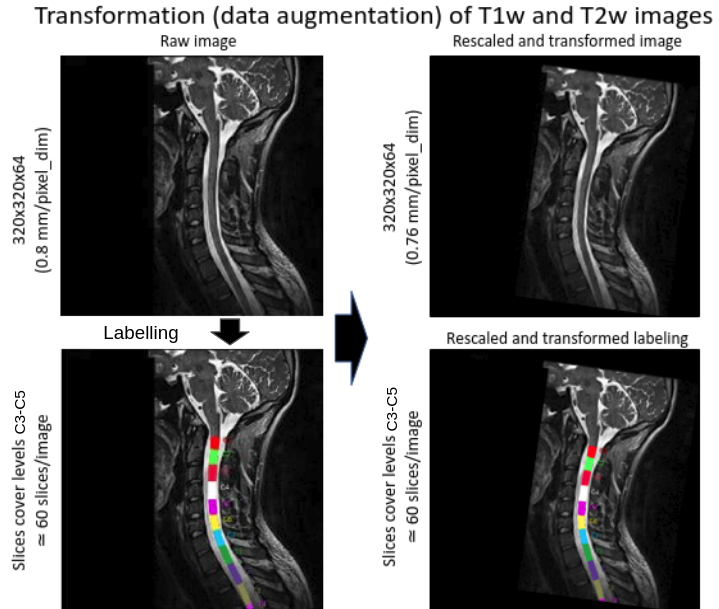 Transformation (data augmentation) of T1w and T2w images
Raw image
Rescaled and transformed image
320x320x64
(0.8 mm/pixel_dim)
320x320x64
(0.76 mm/pixel_dim)
Labelling
Rescaled and transformed labeling
Slices cover levels C3-C5
≃ 60 slices/image
C4
Slices cover levels C3-C5
≃ 60 slices/image